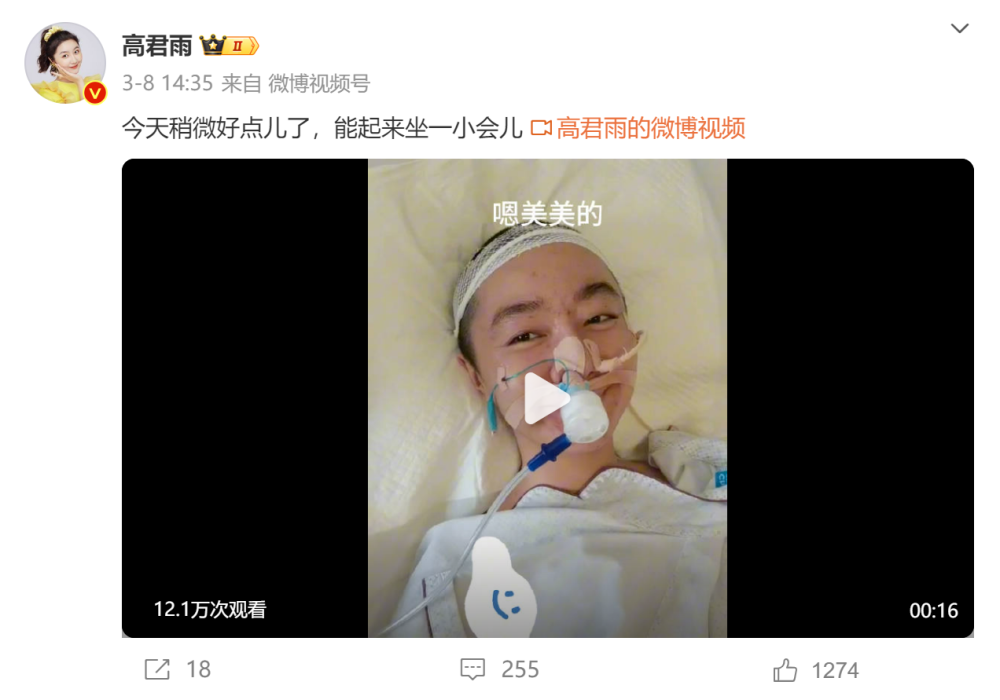 高君雨
II
V
3-8 14:35 来自 微博视频号
今天稍微好点儿了，能起来坐一小会儿 高君雨的微博视频
嗯美美的
12.1万次观看
00:16
18
255
1274